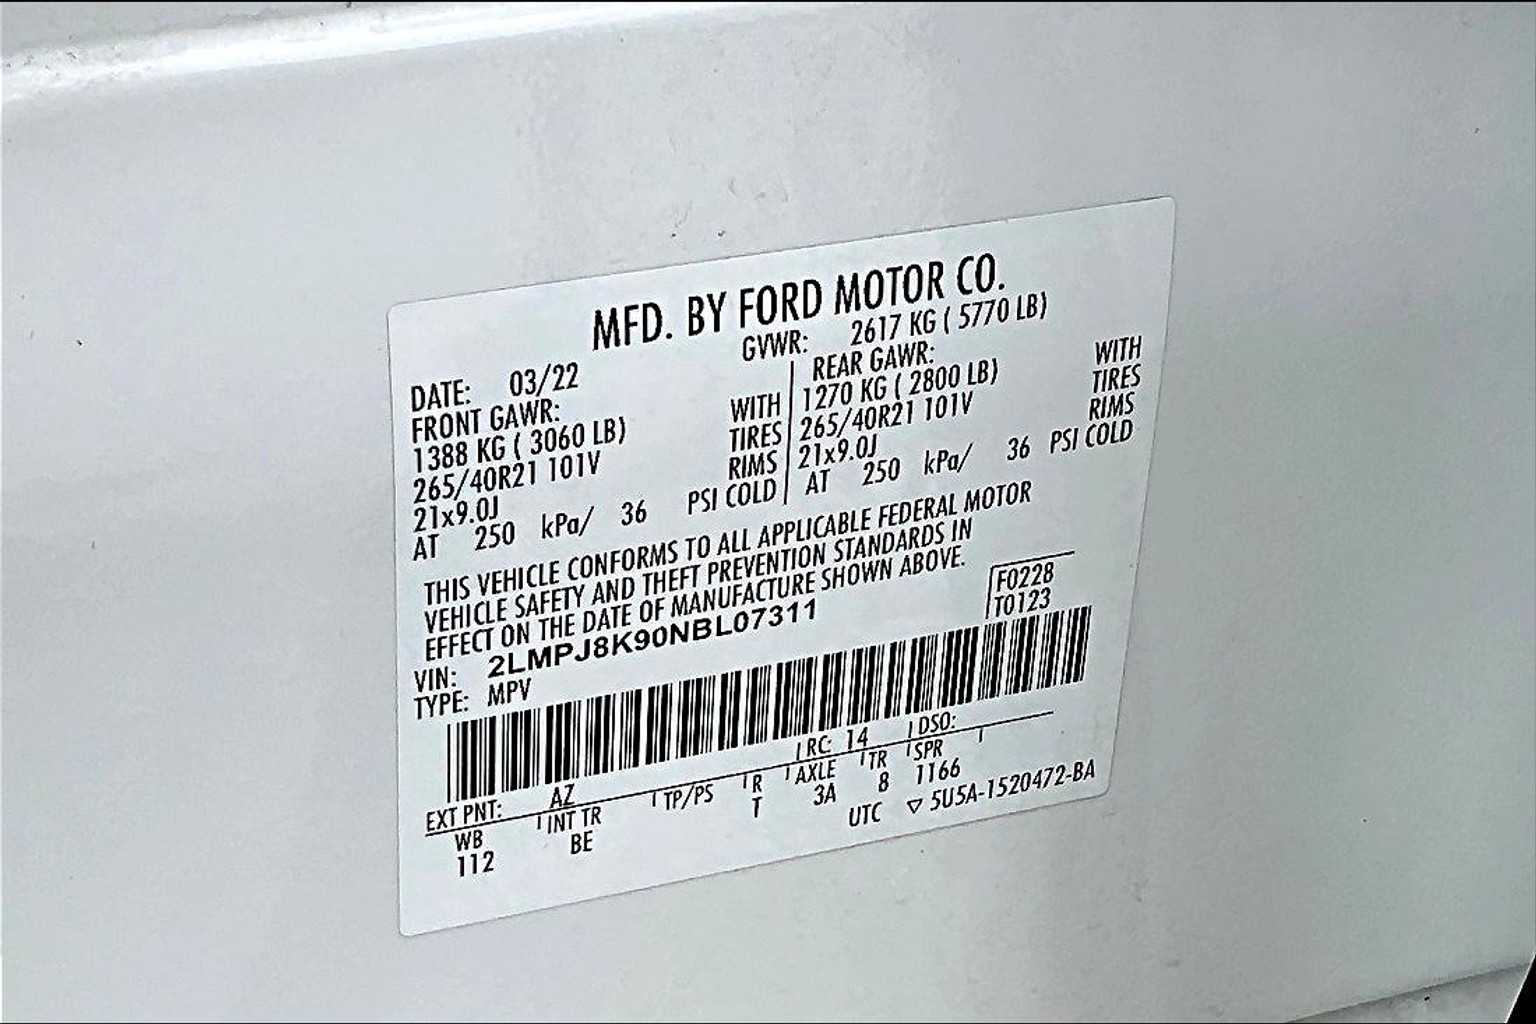 MFD. BY FORD MOTOR CO.
DATE: 03/22 GVWR: 2617 KG ( 5770 LB)
FRONT GAWR: REAR GAWR:
1388 KG ( 3060 LB) WITH 1270 KG ( 2800 LB) WITH
265/40R21 101V TIRES 265/40R21 101V TIRES
21x9.0J RIMS 21x9.0J RIMS
AT 250 kPa/ 36 PSI COLD AT 250 kPa/ 36 PSI COLD
THIS VEHICLE CONFORMS TO ALL APPLICABLE FEDERAL MOTOR
VEHICLE SAFETY AND THEFT PREVENTION STANDARDS IN
EFFECT ON THE DATE OF MANUFACTURE SHOWN ABOVE.
F0228
VIN: 2LMPJ8K90NBL07311 T0123
TYPE: MPV
EXT PNT: AZ RC: 14 DSO:
WB INT TR TP/PS R AXLE TR SPR
112 BE T 3A 8 1166
UTC ▽ 5U5A-1520472-BA